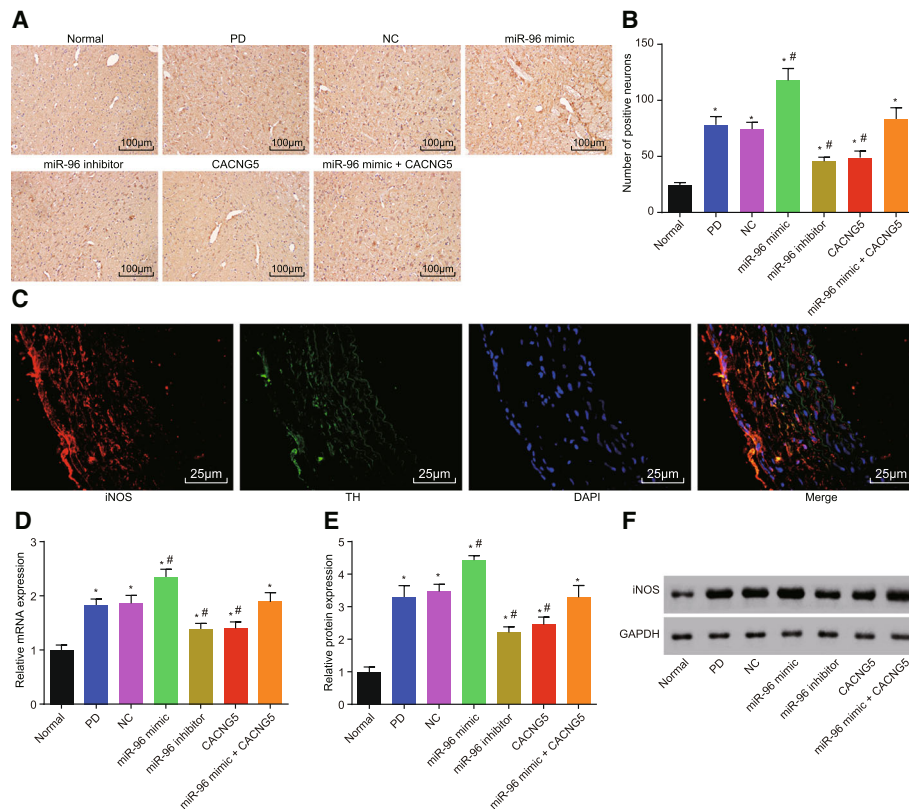 A
Normal
PD
NC
miR-96 mimic
100µm
100µm
100µm
100µm
miR-96 inhibitor
CACNG5
miR-96 mimic + CACNG5
100µm
100µm
100µm
B
Number of positive neurons
150
100
50
0
* * * # * # * # *
Normal
PD
NC
miR-96 mimic
miR-96 inhibitor
CACNG5
miR-96 mimic + CACNG5
C
25µm
25µm
25µm
25µm
iNOS
TH
DAPI
Merge
D
Relative mRNA expression
3
2
1
0
* * * # * # * # *
Normal
PD
NC
miR-96 mimic
miR-96 inhibitor
CACNG5
miR-96 mimic + CACNG5
E
Relative protein expression
5
4
3
2
1
0
* * * # * # * # *
Normal
PD
NC
miR-96 mimic
miR-96 inhibitor
CACNG5
miR-96 mimic + CACNG5
F
iNOS
GAPDH
Normal
PD
NC
miR-96 mimic
miR-96 inhibitor
CACNG5
miR-96 mimic + CACNG5